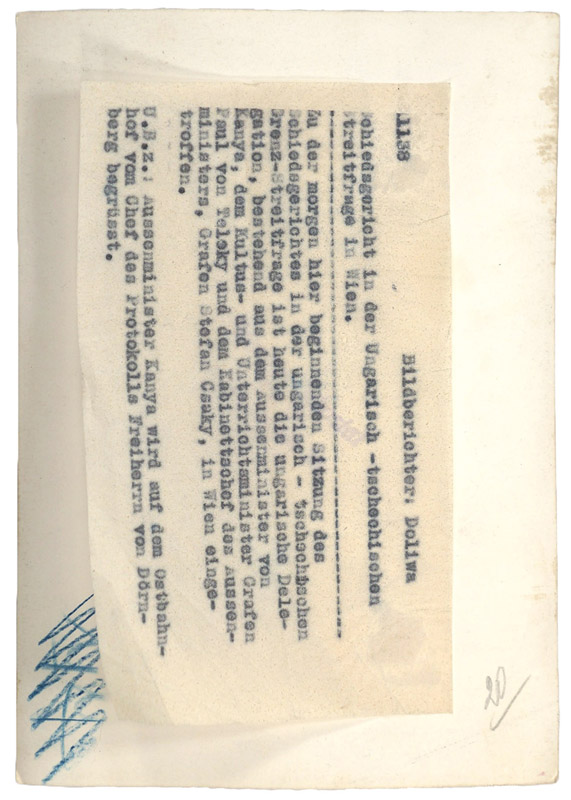 .1138
Bildberichter: Doliwa
chiedsgericht in der Ungarisch -tschechischen
treitfrage in Wien.
Zu der morgen hier beginnenden Sitzung des
Schiedsgerichtes in der ungarisch - tschechischen
Grenz-Streitfrage ist heute die ungarische Dele-
gation, bestehend aus dem Aussenminister von
Kanya, dem Kultus- und Unterrichtsminister Grafen
Paul von Teleky und dem Kabinettschef des Aussen-
ministers, Grafen Stefan Csaky, in Wien einge-
troffen.
U.B.z.: Aussenminister Kanya wird auf dem Ostbahn-
hof vom Chef des Protokolls Freiherrn von Dörn-
berg begrüsst.
20